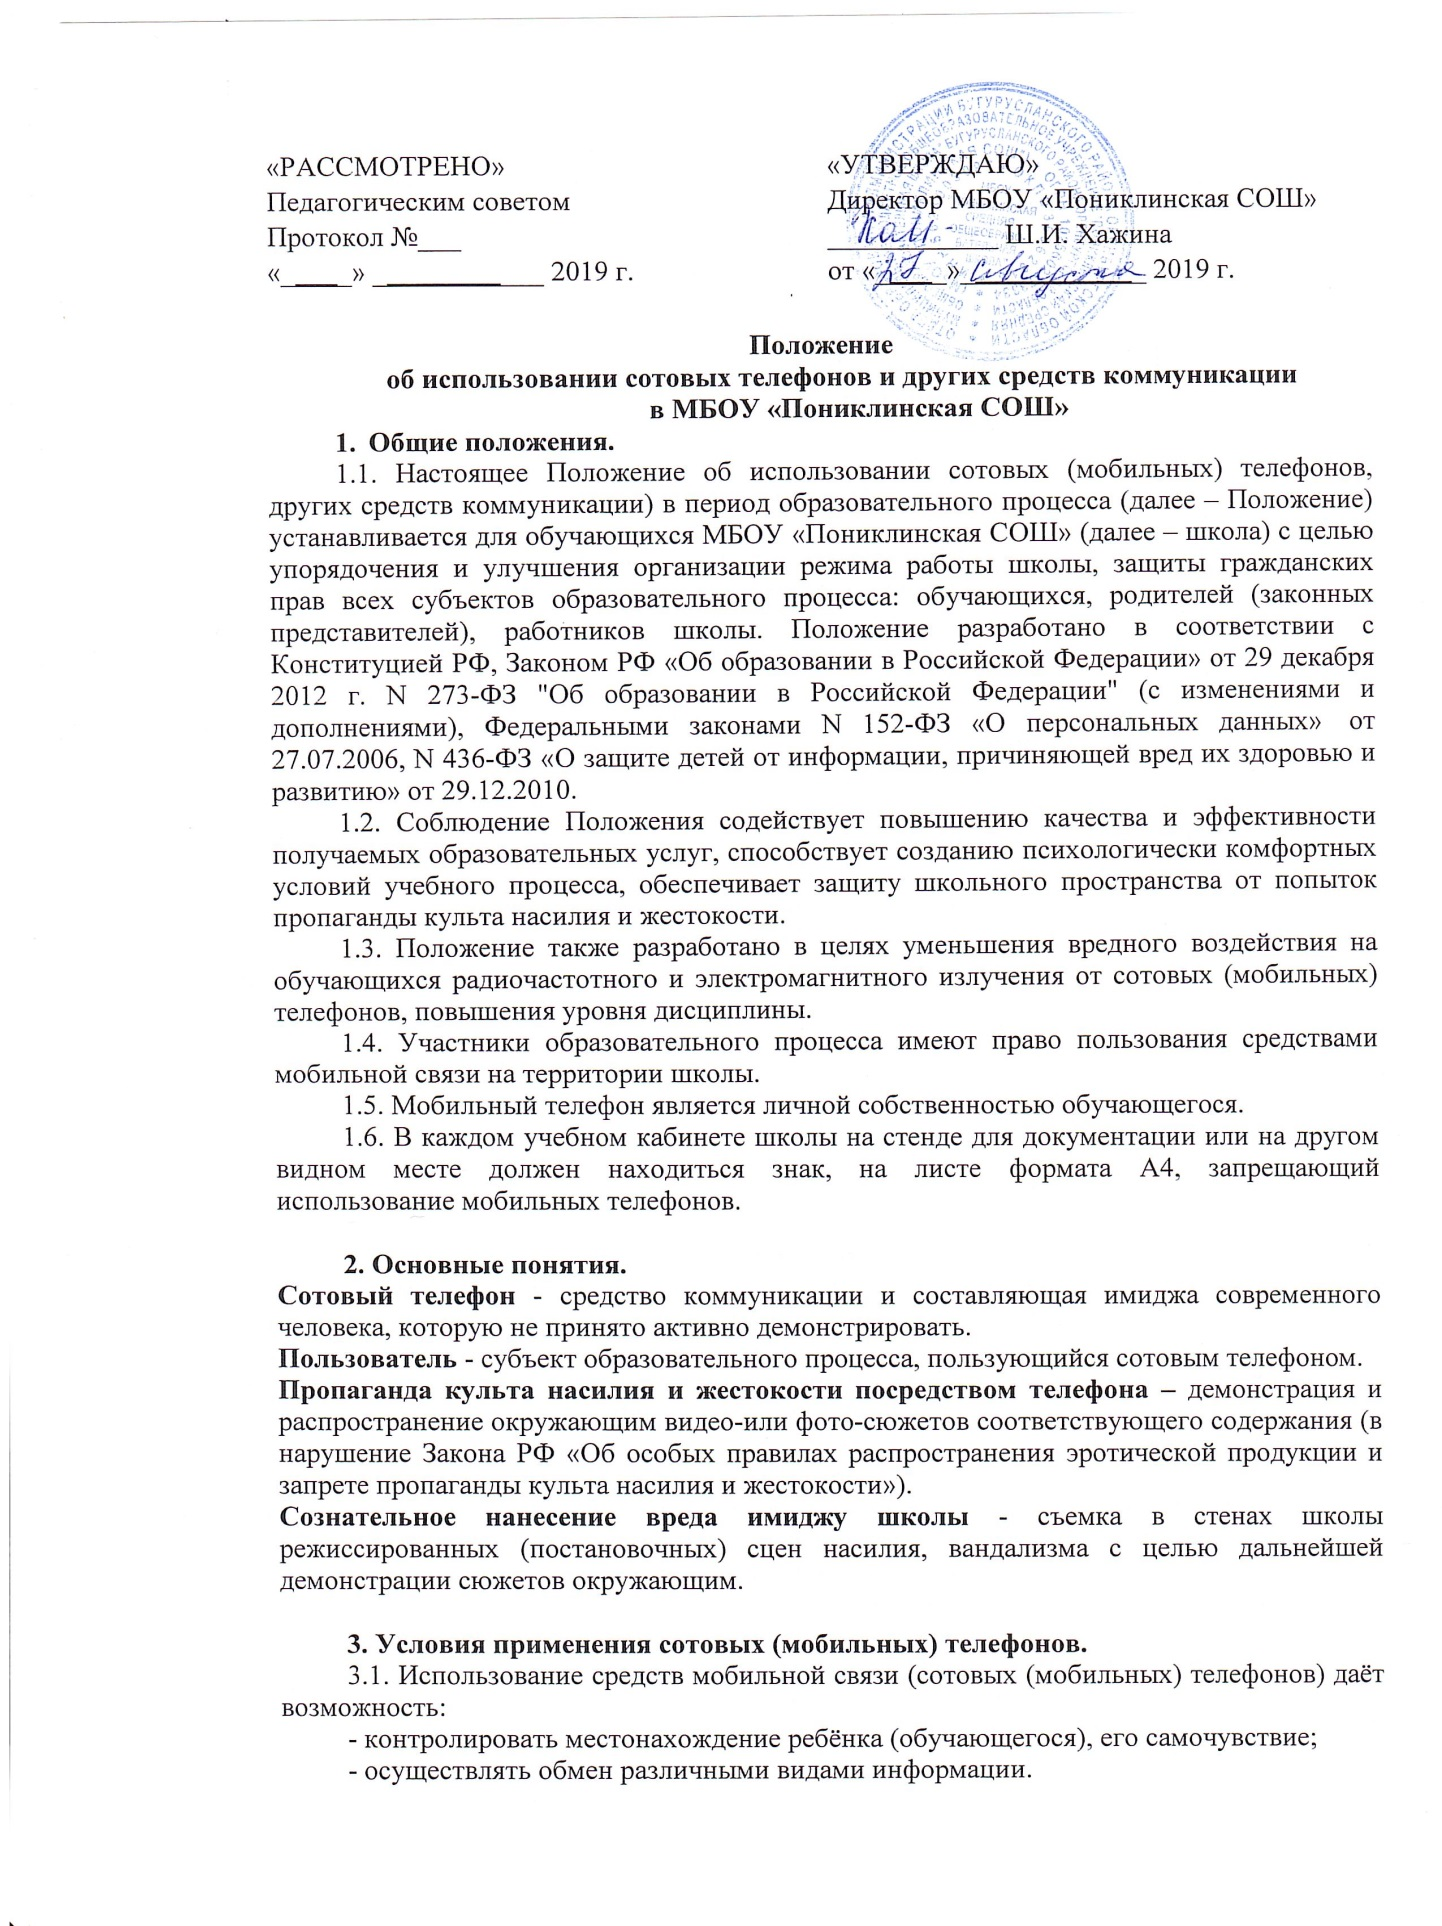 «РАССМОТРЕНО»
Педагогическим советом
Протокол №___
«_____» ____________ 2019 г.
«УТВЕРЖДАЮ»
Директор МБОУ «Пониклинская СОШ»
____________ Ш.И. Хажина
от «27» августа 2019 г.
Положение
об использовании сотовых телефонов и других средств коммуникации
в МБОУ «Пониклинская СОШ»
1. Общие положения.
1.1. Настоящее Положение об использовании сотовых (мобильных) телефонов,
других средств коммуникации) в период образовательного процесса (далее – Положение)
устанавливается для обучающихся МБОУ «Пониклинская СОШ» (далее – школа) с целью
упорядочения и улучшения организации режима работы школы, защиты гражданских
прав всех субъектов образовательного процесса: обучающихся, родителей (законных
представителей), работников школы. Положение разработано в соответствии с
Конституцией РФ, Законом РФ «Об образовании в Российской Федерации» от 29 декабря
2012 г. N 273-ФЗ "Об образовании в Российской Федерации" (с изменениями и
дополнениями), Федеральными законами N 152-ФЗ «О персональных данных» от
27.07.2006, N 436-ФЗ «О защите детей от информации, причиняющей вред их здоровью и
развитию» от 29.12.2010.
1.2. Соблюдение Положения содействует повышению качества и эффективности
получаемых образовательных услуг, способствует созданию психологически комфортных
условий учебного процесса, обеспечивает защиту школьного пространства от попыток
пропаганды культа насилия и жестокости.
1.3. Положение также разработано в целях уменьшения вредного воздействия на
обучающихся радиочастотного и электромагнитного излучения от сотовых (мобильных)
телефонов, повышения уровня дисциплины.
1.4. Участники образовательного процесса имеют право пользования средствами
мобильной связи на территории школы.
1.5. Мобильный телефон является личной собственностью обучающегося.
1.6. В каждом учебном кабинете школы на стенде для документации или на другом
видном месте должен находиться знак, на листе формата А4, запрещающий
использование мобильных телефонов.
2. Основные понятия.
Сотовый телефон - средство коммуникации и составляющая имиджа современного
человека, которую не принято активно демонстрировать.
Пользователь - субъект образовательного процесса, пользующийся сотовым телефоном.
Пропаганда культа насилия и жестокости посредством телефона – демонстрация и
распространение окружающим видео-или фото-сюжетов соответствующего содержания (в
нарушение Закона РФ «Об особых правилах распространения эротической продукции и
запрете пропаганды культа насилия и жестокости»).
Сознательное нанесение вреда имиджу школы - съемка в стенах школы
режиссированных (постановочных) сцен насилия, вандализма с целью дальнейшей
демонстрации сюжетов окружающим.
3. Условия применения сотовых (мобильных) телефонов.
3.1. Использование средств мобильной связи (сотовых (мобильных) телефонов) даёт
возможность:
- контролировать местонахождение ребёнка (обучающегося), его самочувствие;
- осуществлять обмен различными видами информации.